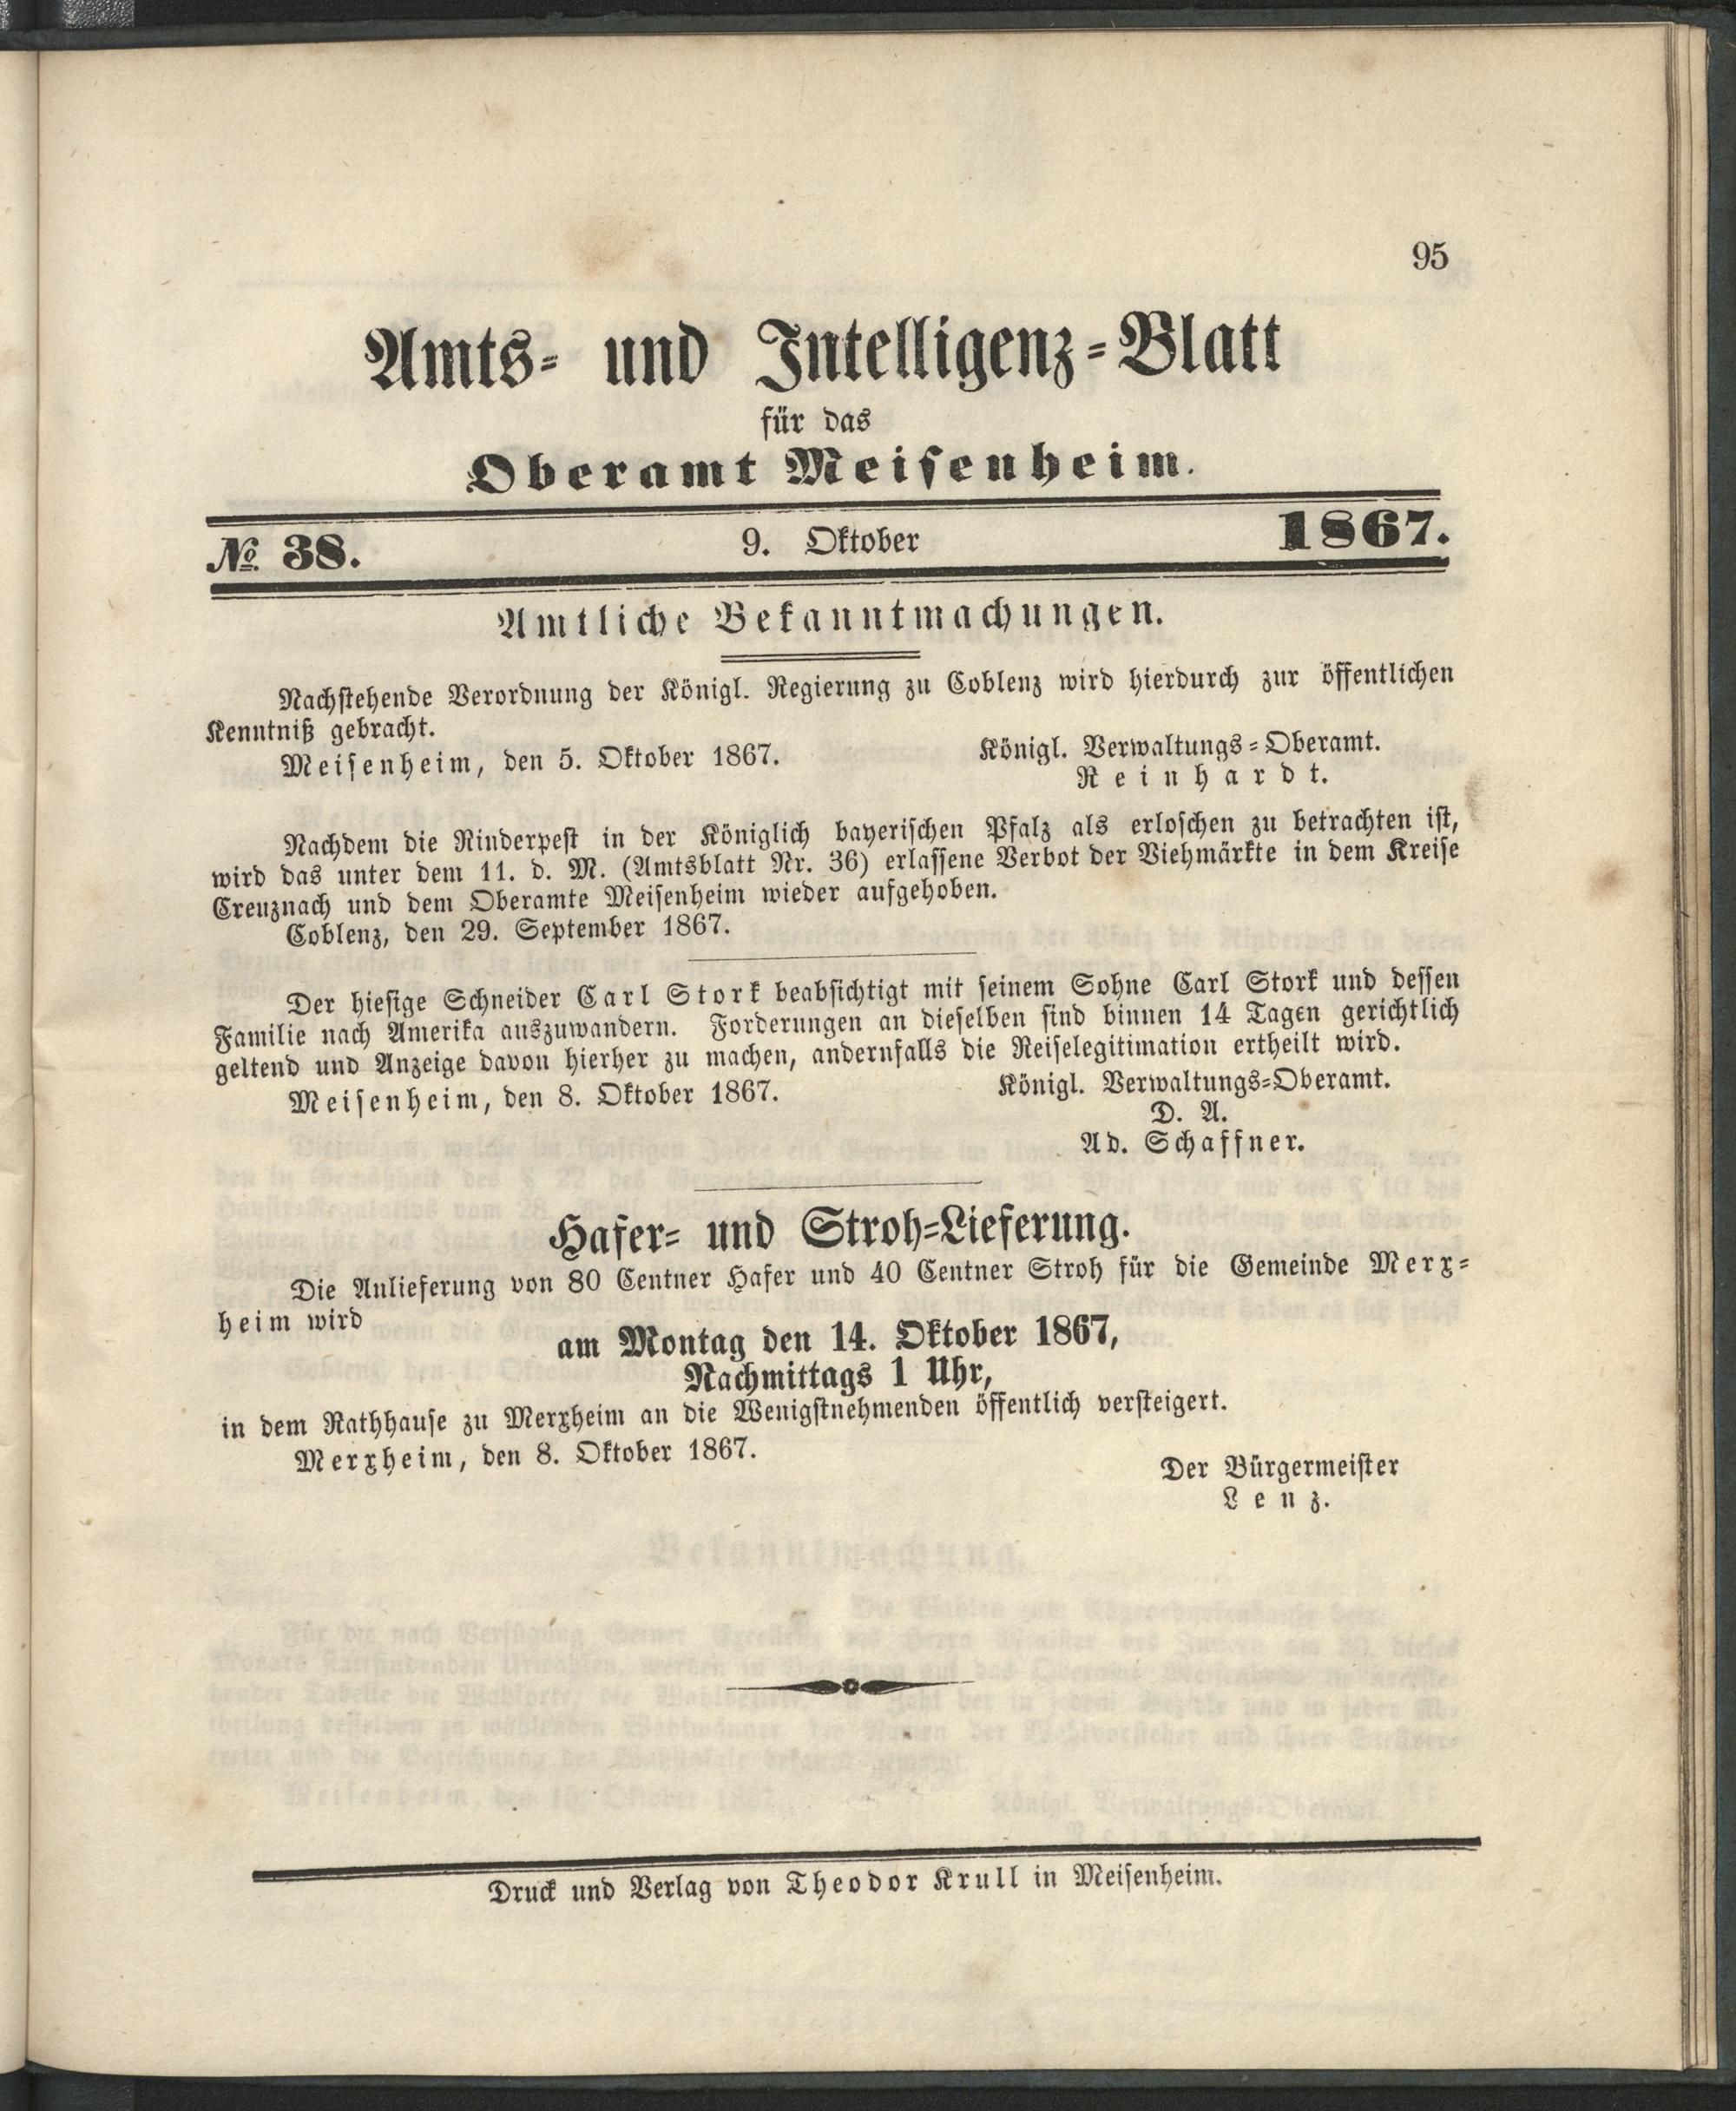 95
Amts- und Intelligenz-Blatt
für das
Oberamt Meisenheim.
№ 38. 9. Oktober 1867.
Amtliche Bekanntmachungen.
Nachstehende Verordnung der Königl. Regierung zu Coblenz wird hierdurch zur öffentlichen
Kenntniß gebracht.
Meisenheim, den 5. Oktober 1867. Königl. Verwaltungs-Oberamt.
Reinhardt.
Nachdem die Rinderpest in der Königlich bayerischen Pfalz als erloschen zu betrachten ist,
wird das unter dem 11. d. M. (Amtsblatt Nr. 36) erlassene Verbot der Viehmärkte in dem Kreise
Creuznach und dem Oberamte Meisenheim wieder aufgehoben.
Coblenz, den 29. September 1867.
Der hiesige Schneider Carl Stork beabsichtigt mit seinem Sohne Carl Stork und dessen
Familie nach Amerika auszuwandern. Forderungen an dieselben sind binnen 14 Tagen gerichtlich
geltend und Anzeige davon hierher zu machen, andernfalls die Reiselegitimation ertheilt wird.
Meisenheim, den 8. Oktober 1867. Königl. Verwaltungs-Oberamt.
D. A.
Ad. Schaffner.
Hafer- und Stroh-Lieferung.
Die Anlieferung von 80 Centner Hafer und 40 Centner Stroh für die Gemeinde Merx-
heim wird
am Montag den 14. Oktober 1867,
Nachmittags 1 Uhr,
in dem Rathhause zu Merxheim an die Wenigstnehmenden öffentlich versteigert.
Merxheim, den 8. Oktober 1867.
Der Bürgermeister
Lenz.
Druck und Verlag von Theodor Krull in Meisenheim.